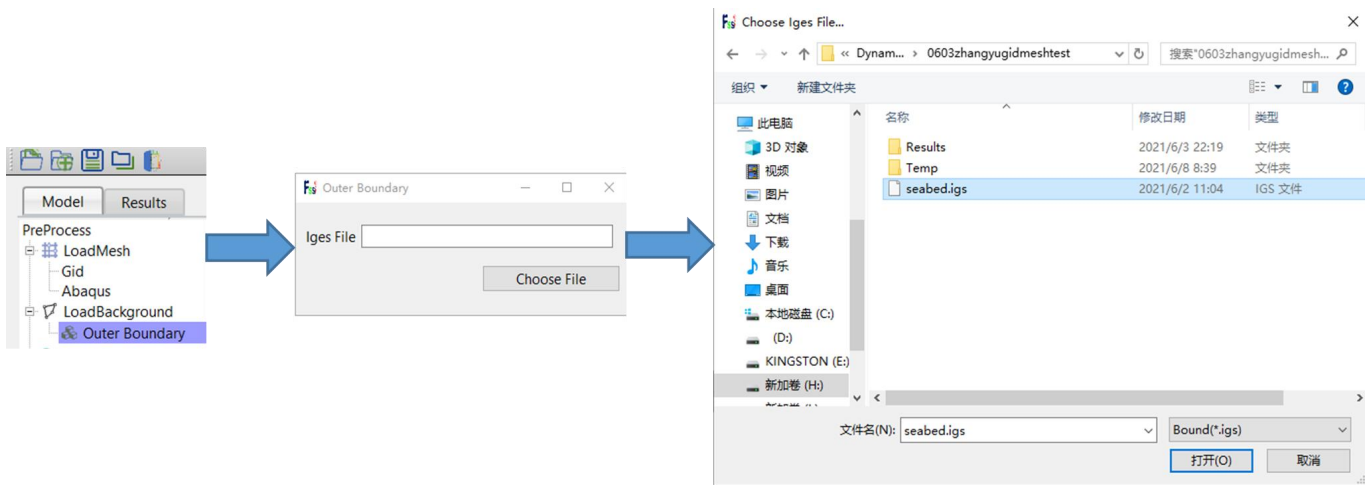 Model
Results
PreProcess
LoadMesh
Gid
Abaqus
LoadBackground
Outer Boundary
Fssi Outer Boundary
Iges File
Choose File
Fssi Choose Iges File...
« Dynam... › 0603zhangyugidmeshtest
搜索"0603zhangyugidmesh...
组织
新建文件夹
名称
修改日期
类型
此电脑
3D 对象
视频
图片
文档
下载
音乐
桌面
本地磁盘 (C:)
(D:)
KINGSTON (E:)
新加卷 (H:)
Results
2021/6/3 22:19
文件夹
Temp
2021/6/8 8:39
文件夹
seabed.igs
2021/6/2 11:04
IGS 文件
文件名(N):
seabed.igs
Bound(*.igs)
打开(O)
取消